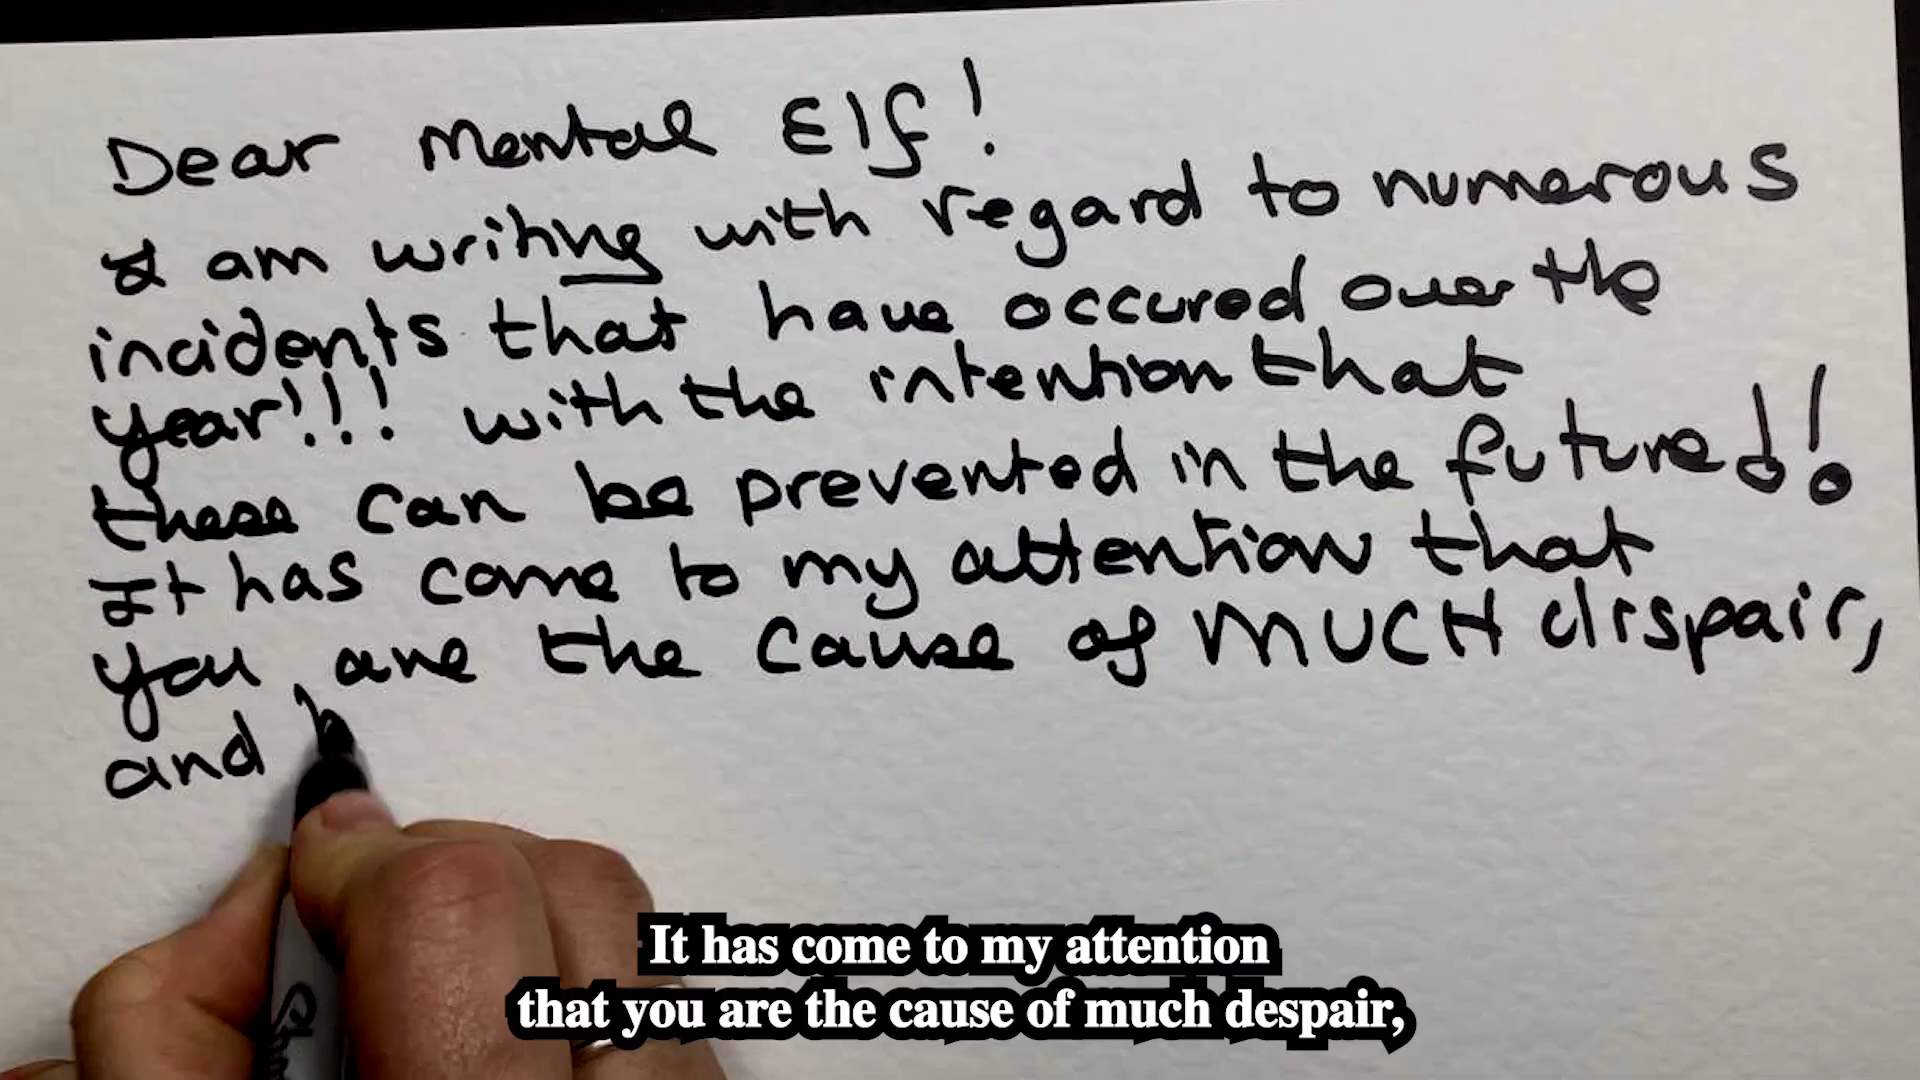 Dear Mental Elf!
I am writing with regard to numerous
incidents that have occured over the
year!!! with the intention that
these can be prevented in the future!!
It has come to my attention that
you are the cause of MUCH dispair,
and
It has come to my attention
that you are the cause of much despair,